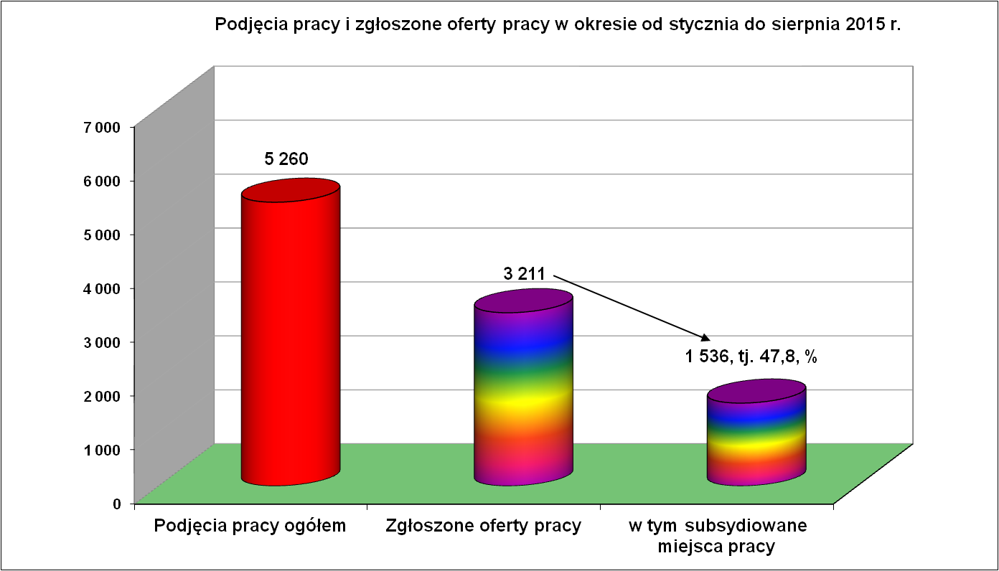 Podjęcia pracy i zgłoszone oferty pracy w okresie od stycznia do sierpnia 2015 r.
7 000
6 000
5 000
4 000
3 000
2 000
1 000
0
5 260
3 211
1 536, tj. 47,8, %
Podjęcia pracy ogółem
Zgłoszone oferty pracy
w tym subsydiowane
miejsca pracy